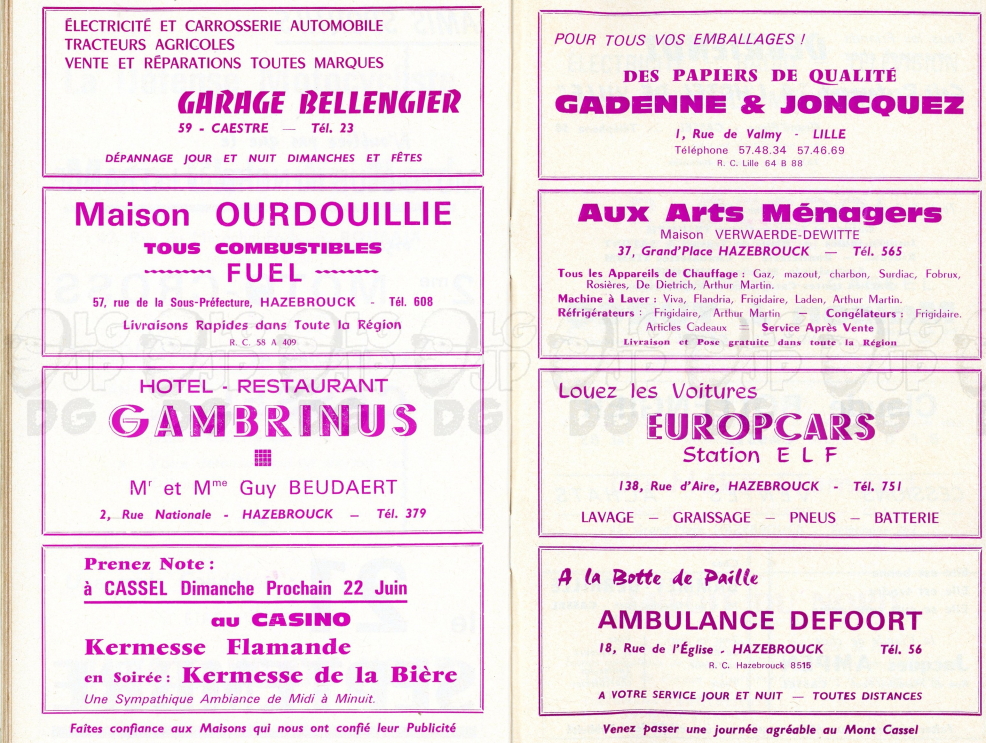 ÉLECTRICITÉ ET CARROSSERIE AUTOMOBILE
TRACTEURS AGRICOLES
VENTE ET RÉPARATIONS TOUTES MARQUES
GARAGE BELLENGIER
59 - CAESTRE — Tél. 23
DÉPANNAGE JOUR ET NUIT DIMANCHES ET FÊTES
Maison OURDOUILLIE
TOUS COMBUSTIBLES
FUEL
57, rue de la Sous-Préfecture, HAZEBROUCK - Tél. 608
Livraisons Rapides dans Toute la Région
R. C. 58 A 409
HOTEL - RESTAURANT
GAMBRINUS
Mr et Mme Guy BEUDAERT
2, Rue Nationale - HAZEBROUCK — Tél. 379
Prenez Note :
à CASSEL Dimanche Prochain 22 Juin
au CASINO
Kermesse Flamande
en Soirée : Kermesse de la Bière
Une Sympathique Ambiance de Midi à Minuit.
Faites confiance aux Maisons qui nous ont confié leur Publicité
POUR TOUS VOS EMBALLAGES !
DES PAPIERS DE QUALITÉ
GADENNE & JONCQUEZ
1, Rue de Valmy - LILLE
Téléphone 57.48.34 57.46.69
R. C. Lille 64 B 88
Aux Arts Ménagers
Maison VERWAERDE-DEWITTE
37, Grand'Place HAZEBROUCK — Tél. 565
Tous les Appareils de Chauffage : Gaz, mazout, charbon, Surdiac, Fobrux,
Rosières, De Dietrich, Arthur Martin.
Machine à Laver : Viva, Flandria, Frigidaire, Laden, Arthur Martin.
Réfrigérateurs : Frigidaire, Arthur Martin — Congélateurs : Frigidaire.
Articles Cadeaux = Service Après Vente
Livraison et Pose gratuite dans toute la Région
Louez les Voitures
EUROPCARS
Station ELF
138, Rue d'Aire, HAZEBROUCK - Tél. 751
LAVAGE — GRAISSAGE — PNEUS — BATTERIE
A la Botte de Paille
AMBULANCE DEFOORT
18, Rue de l'Église - HAZEBROUCK Tél. 56
R. C. Hazebrouck 8515
A VOTRE SERVICE JOUR ET NUIT — TOUTES DISTANCES
Venez passer une journée agréable au Mont Cassel
LG JP DG